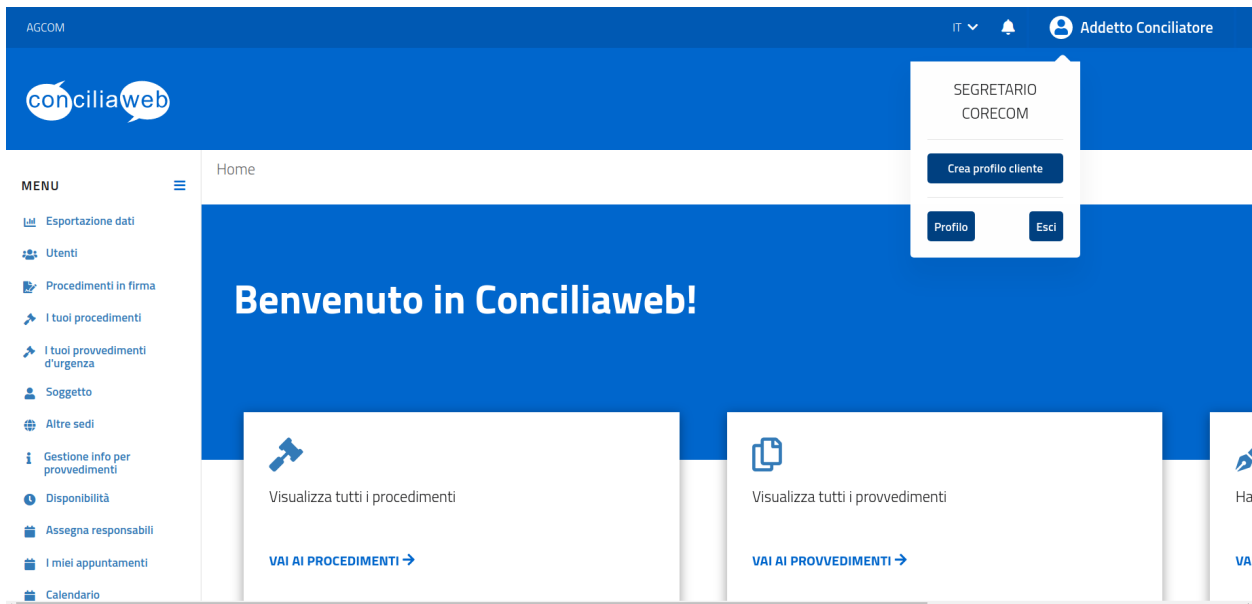 AGCOM
IT
Addetto Conciliatore
conciliaweb
SEGRETARIO
CORECOM
Crea profilo cliente
Profilo
Esci
MENU
Home
Esportazione dati
Utenti
Procedimenti in firma
I tuoi procedimenti
I tuoi provvedimenti
d'urgenza
Soggetto
Altre sedi
Gestione info per
provvedimenti
Disponibilità
Assegna responsabili
I miei appuntamenti
Calendario
Benvenuto in Conciliaweb!
Visualizza tutti i procedimenti
VAI AI PROCEDIMENTI
Visualizza tutti i provvedimenti
VAI AI PROVVEDIMENTI
Ha
VA